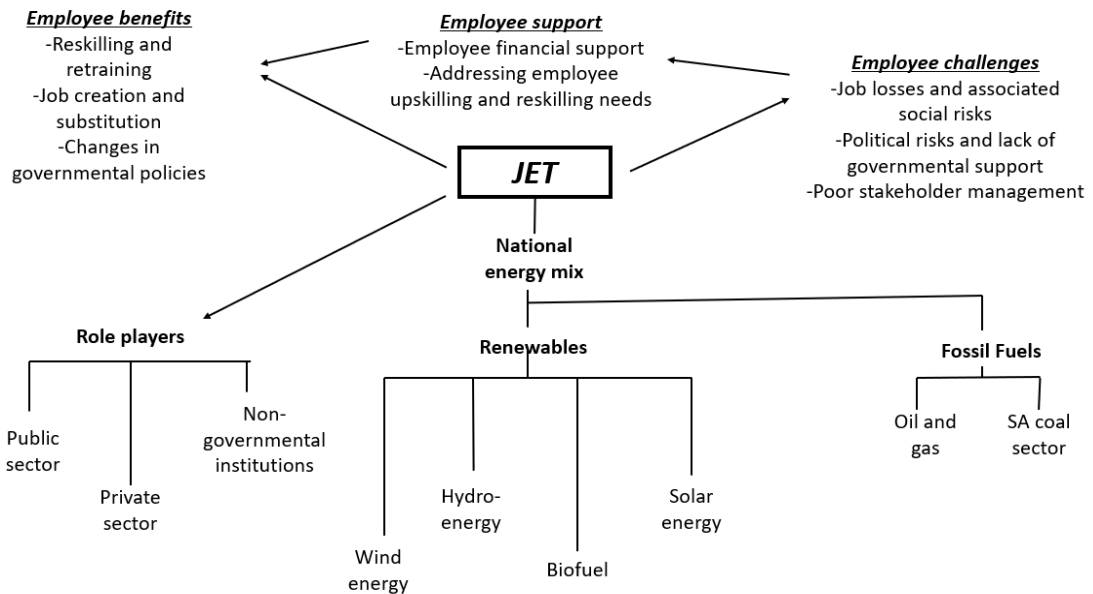 Employee benefits
-Reskilling and
retraining
-Job creation and
substitution
-Changes in
governmental policies
Employee support
-Employee financial support
-Addressing employee
upskilling and reskilling needs
Employee challenges
-Job losses and associated
social risks
-Political risks and lack of
governmental support
-Poor stakeholder management
JET
National
energy mix
Role players
Public
sector
Private
sector
Non-
governmental
institutions
Renewables
Wind
energy
Hydro-
energy
Biofuel
Solar
energy
Fossil Fuels
Oil and
gas
SA coal
sector